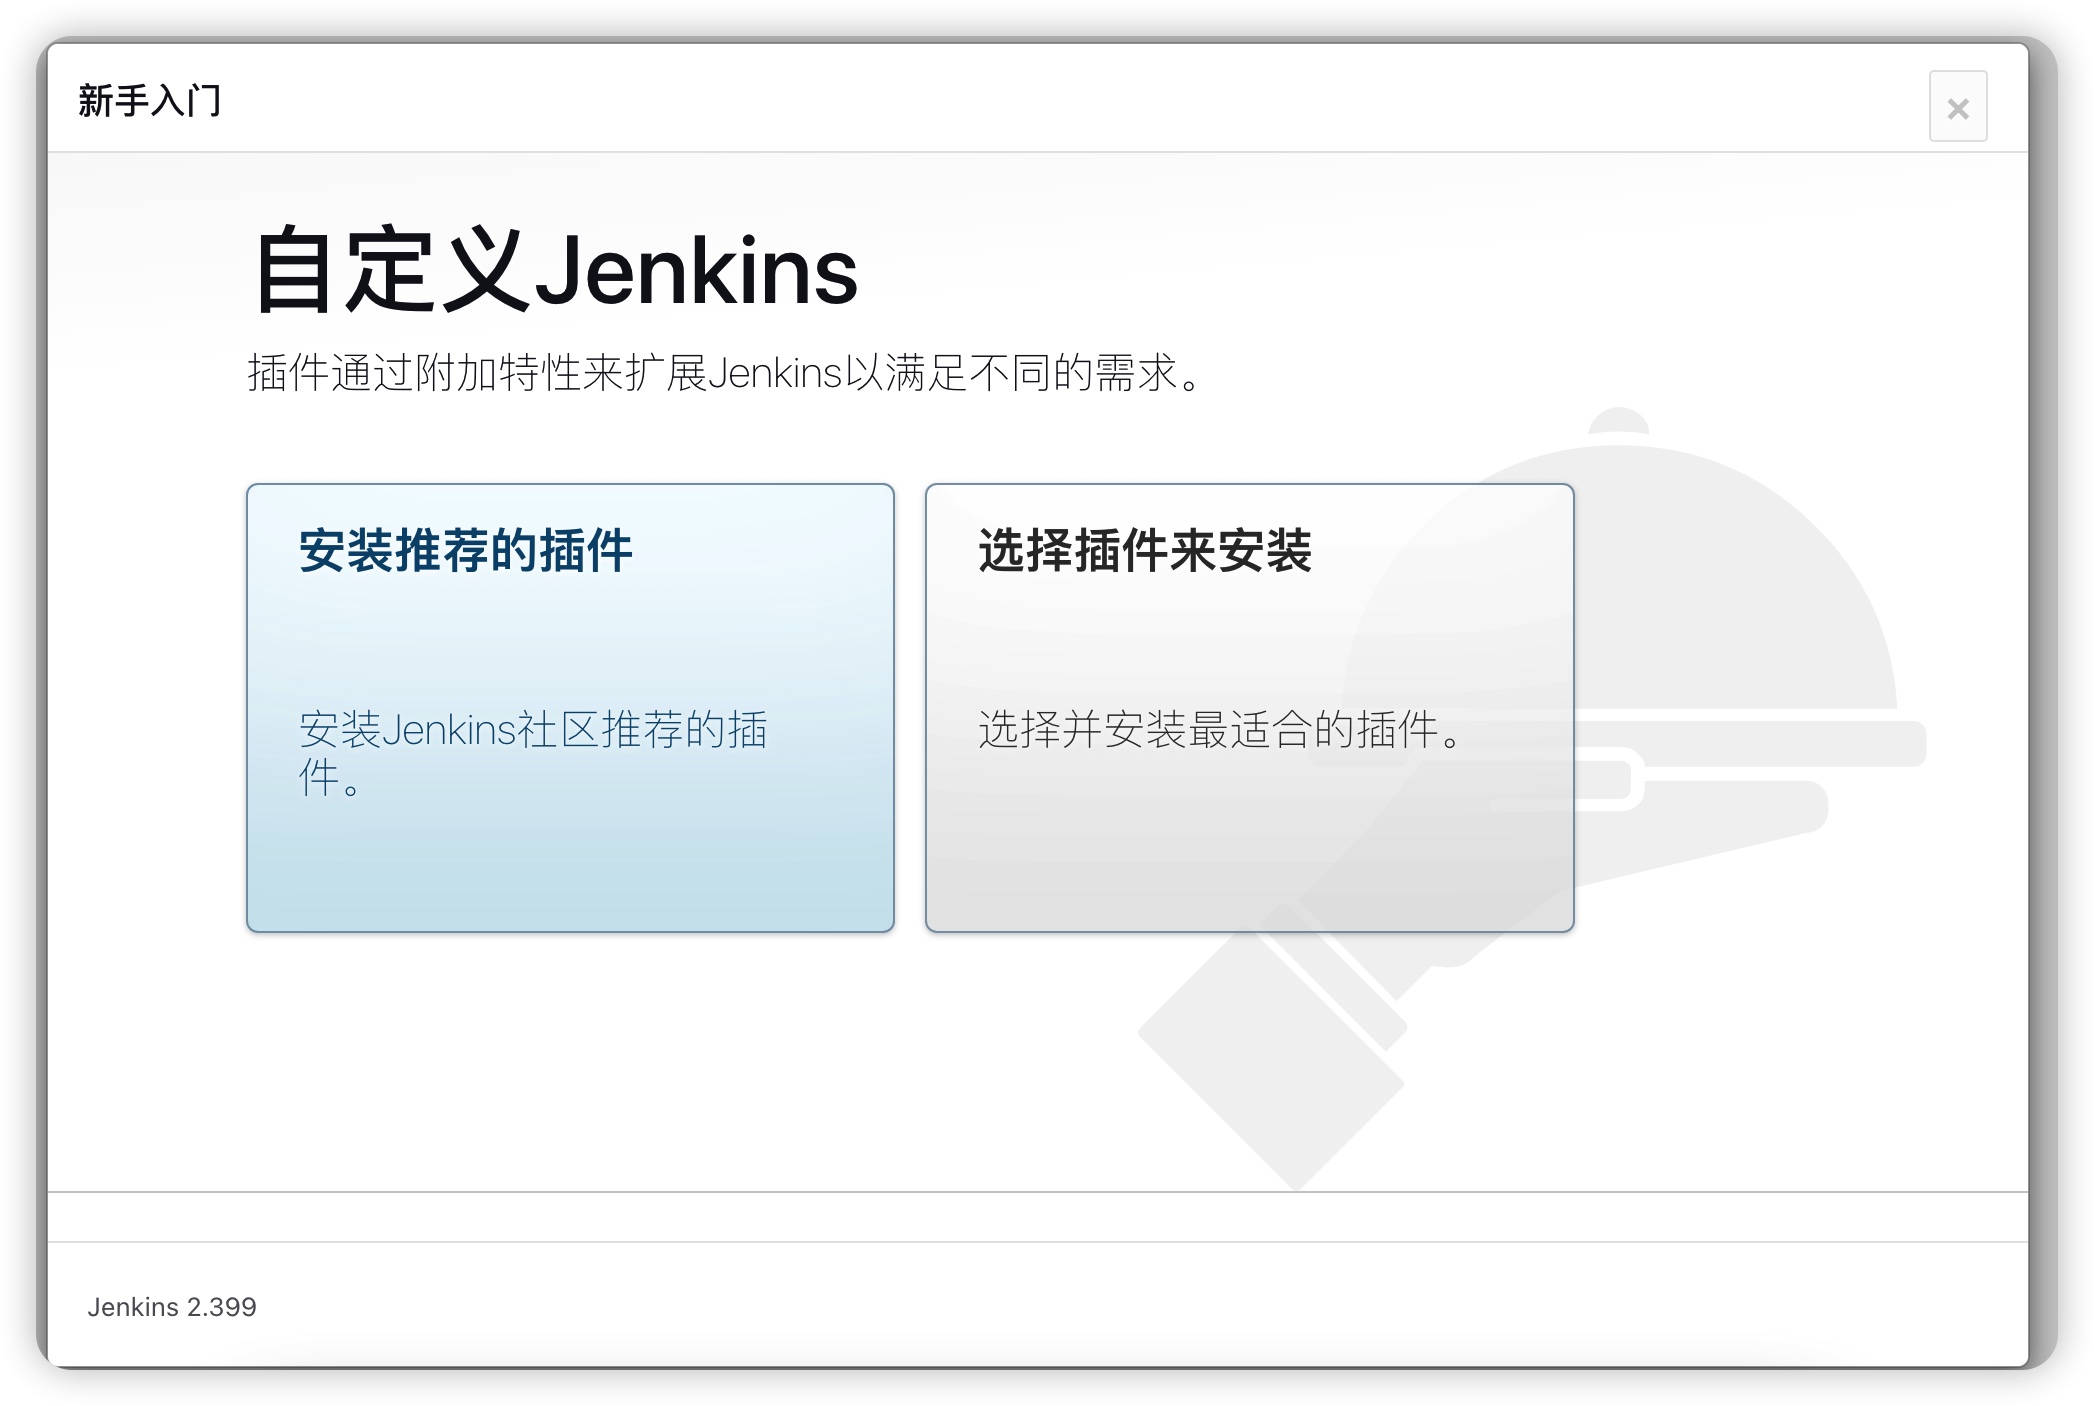 新手入门
×
自定义Jenkins
插件通过附加特性来扩展Jenkins以满足不同的需求。
安装推荐的插件
安装Jenkins社区推荐的插
件。
选择插件来安装
选择并安装最适合的插件。
Jenkins 2.399